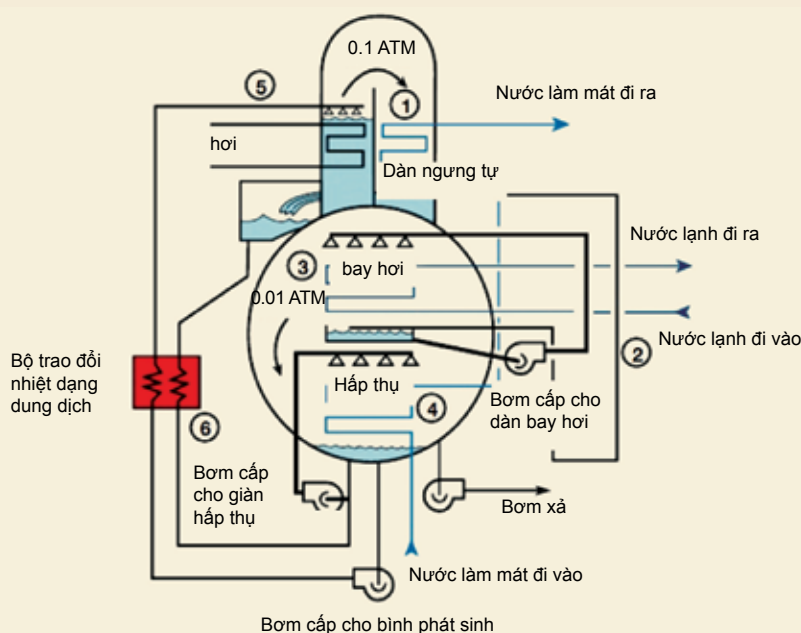 0.1 ATM
5
1
Nước làm mát đi ra
hơi
Dàn ngưng tự
Nước lạnh đi ra
3
bay hơi
0.01 ATM
Nước lạnh đi vào
2
Bộ trao đổi
nhiệt dạng
dung dịch
Hấp thụ
4
Bơm cấp cho
dàn bay hơi
6
Bơm cấp
cho giàn
hấp thụ
Bơm xả
Nước làm mát đi vào
Bơm cấp cho bình phát sinh